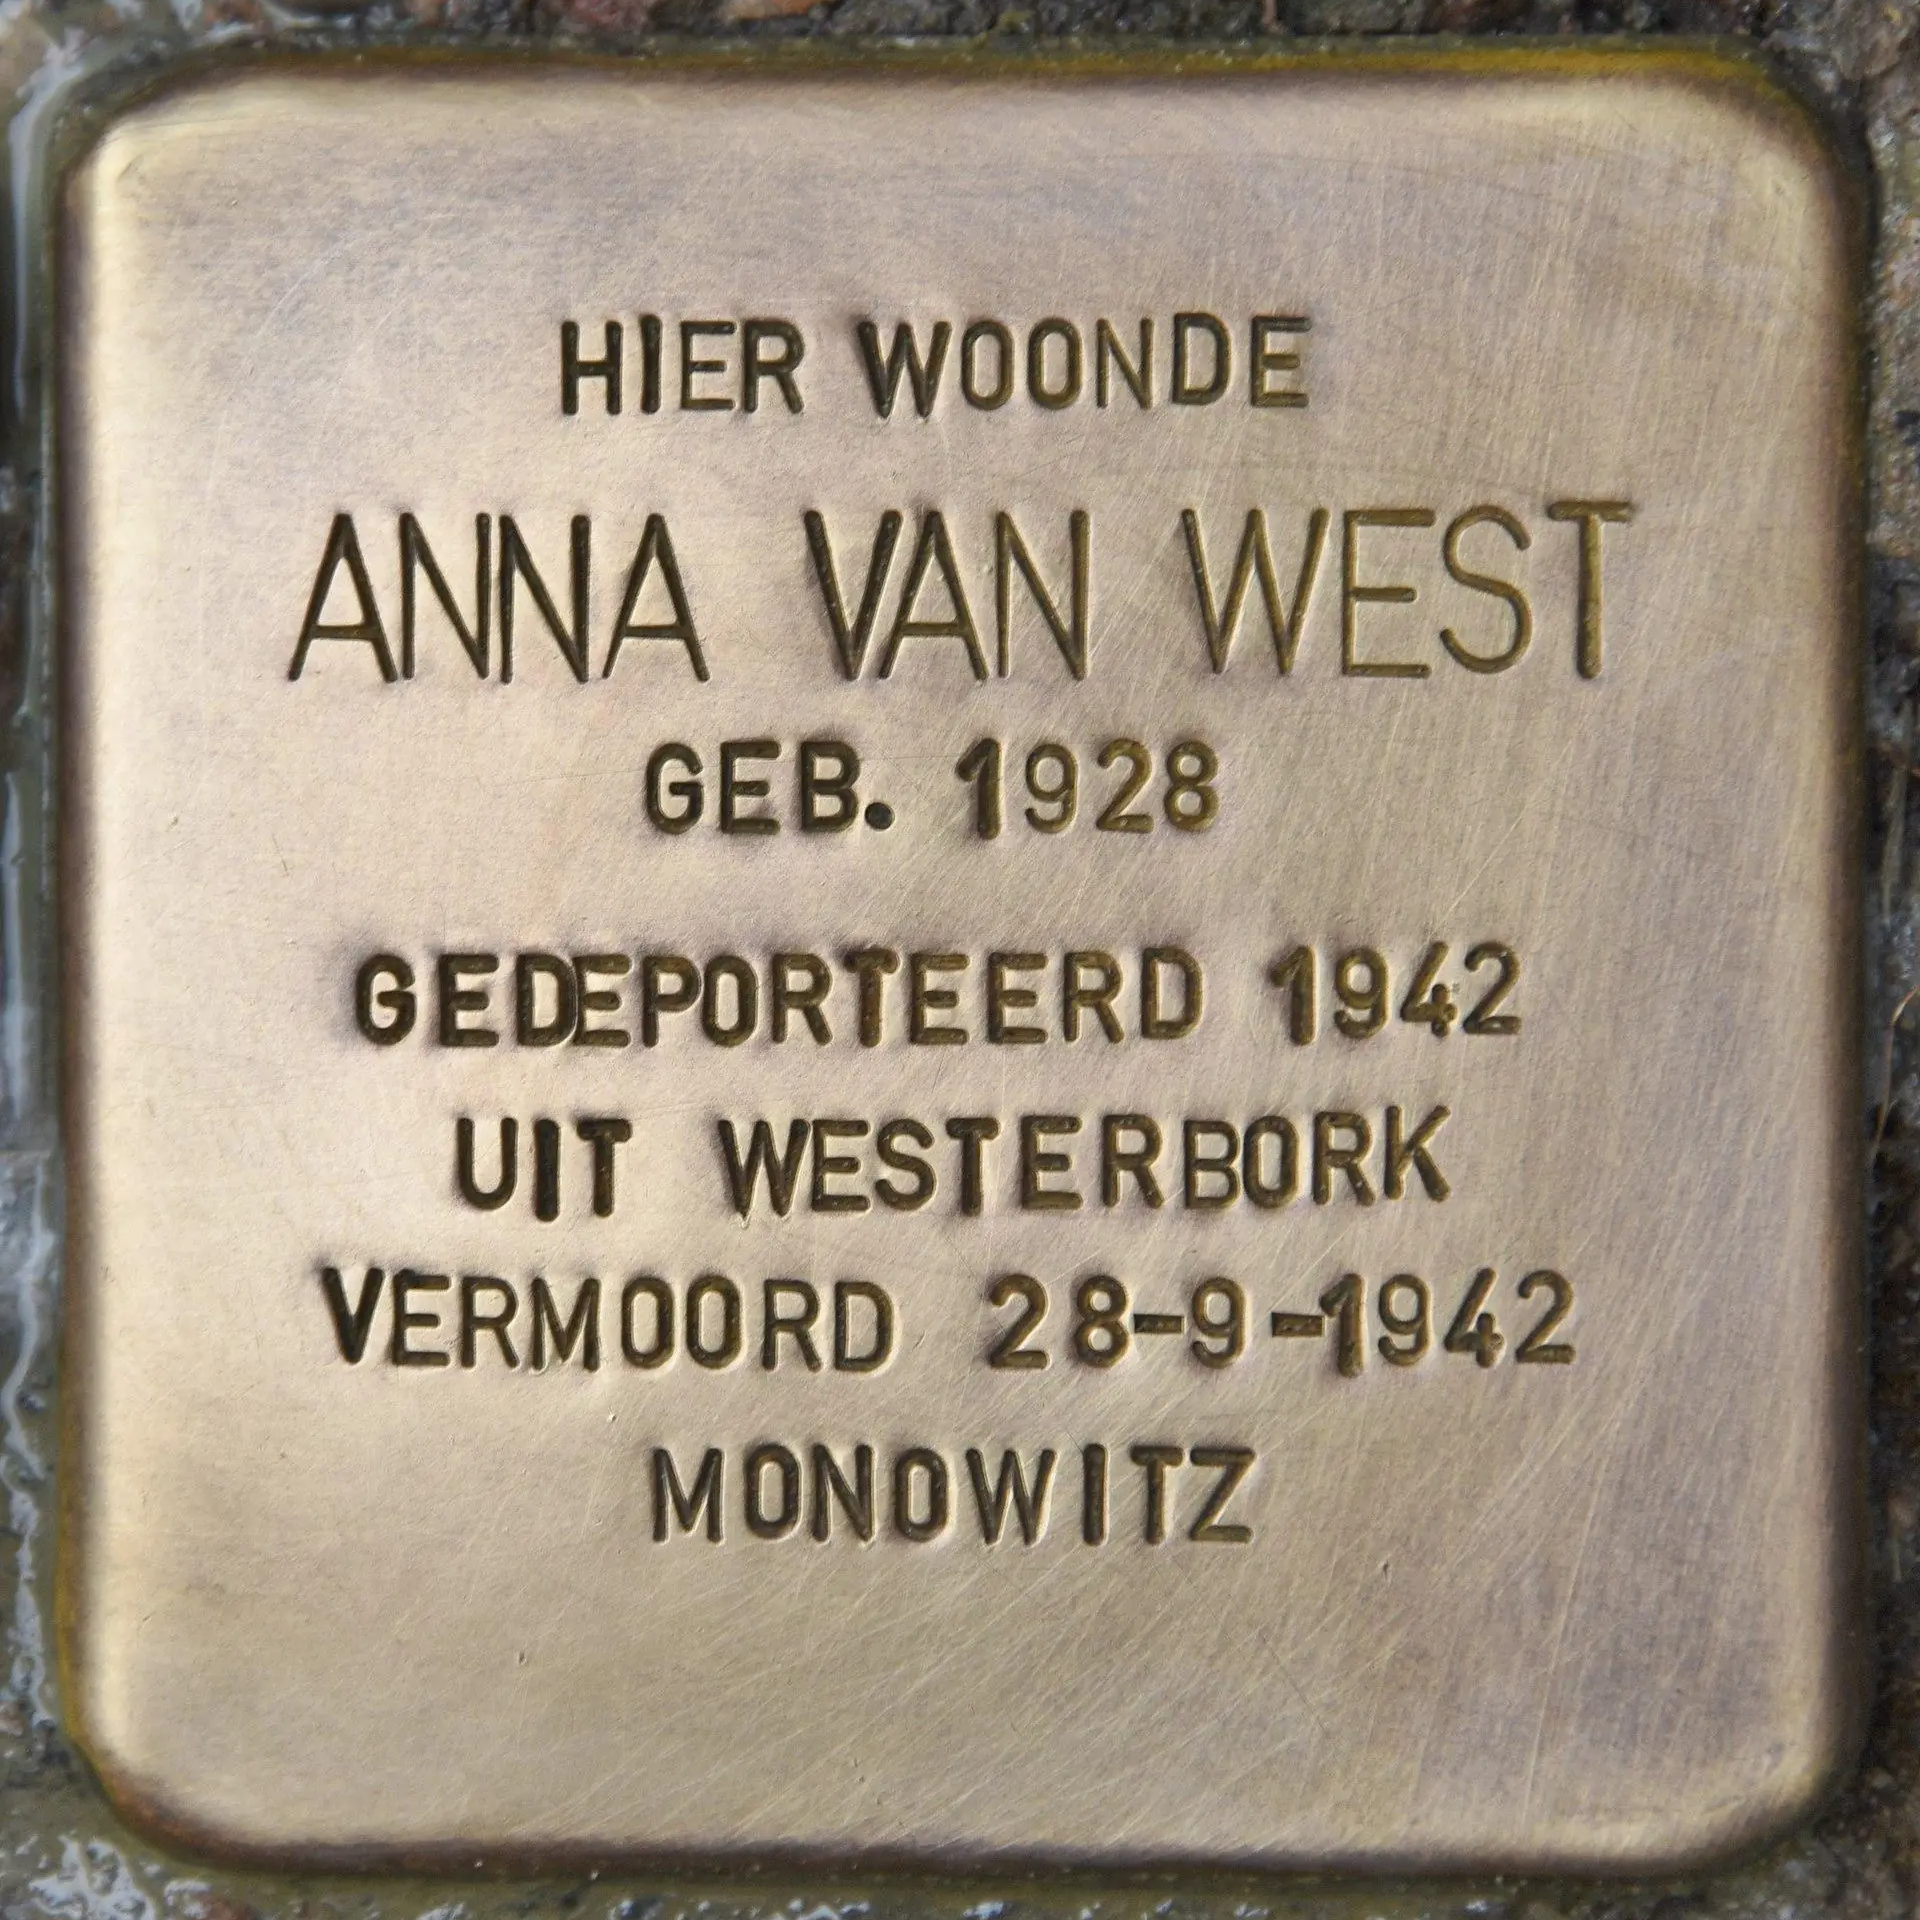 HIER WOONDE
ANNA VAN WEST
GEB. 1928
GEDEPORTEERD 1942
UIT WESTERBORK
VERMOORD 28-9-1942
MONOWITZ